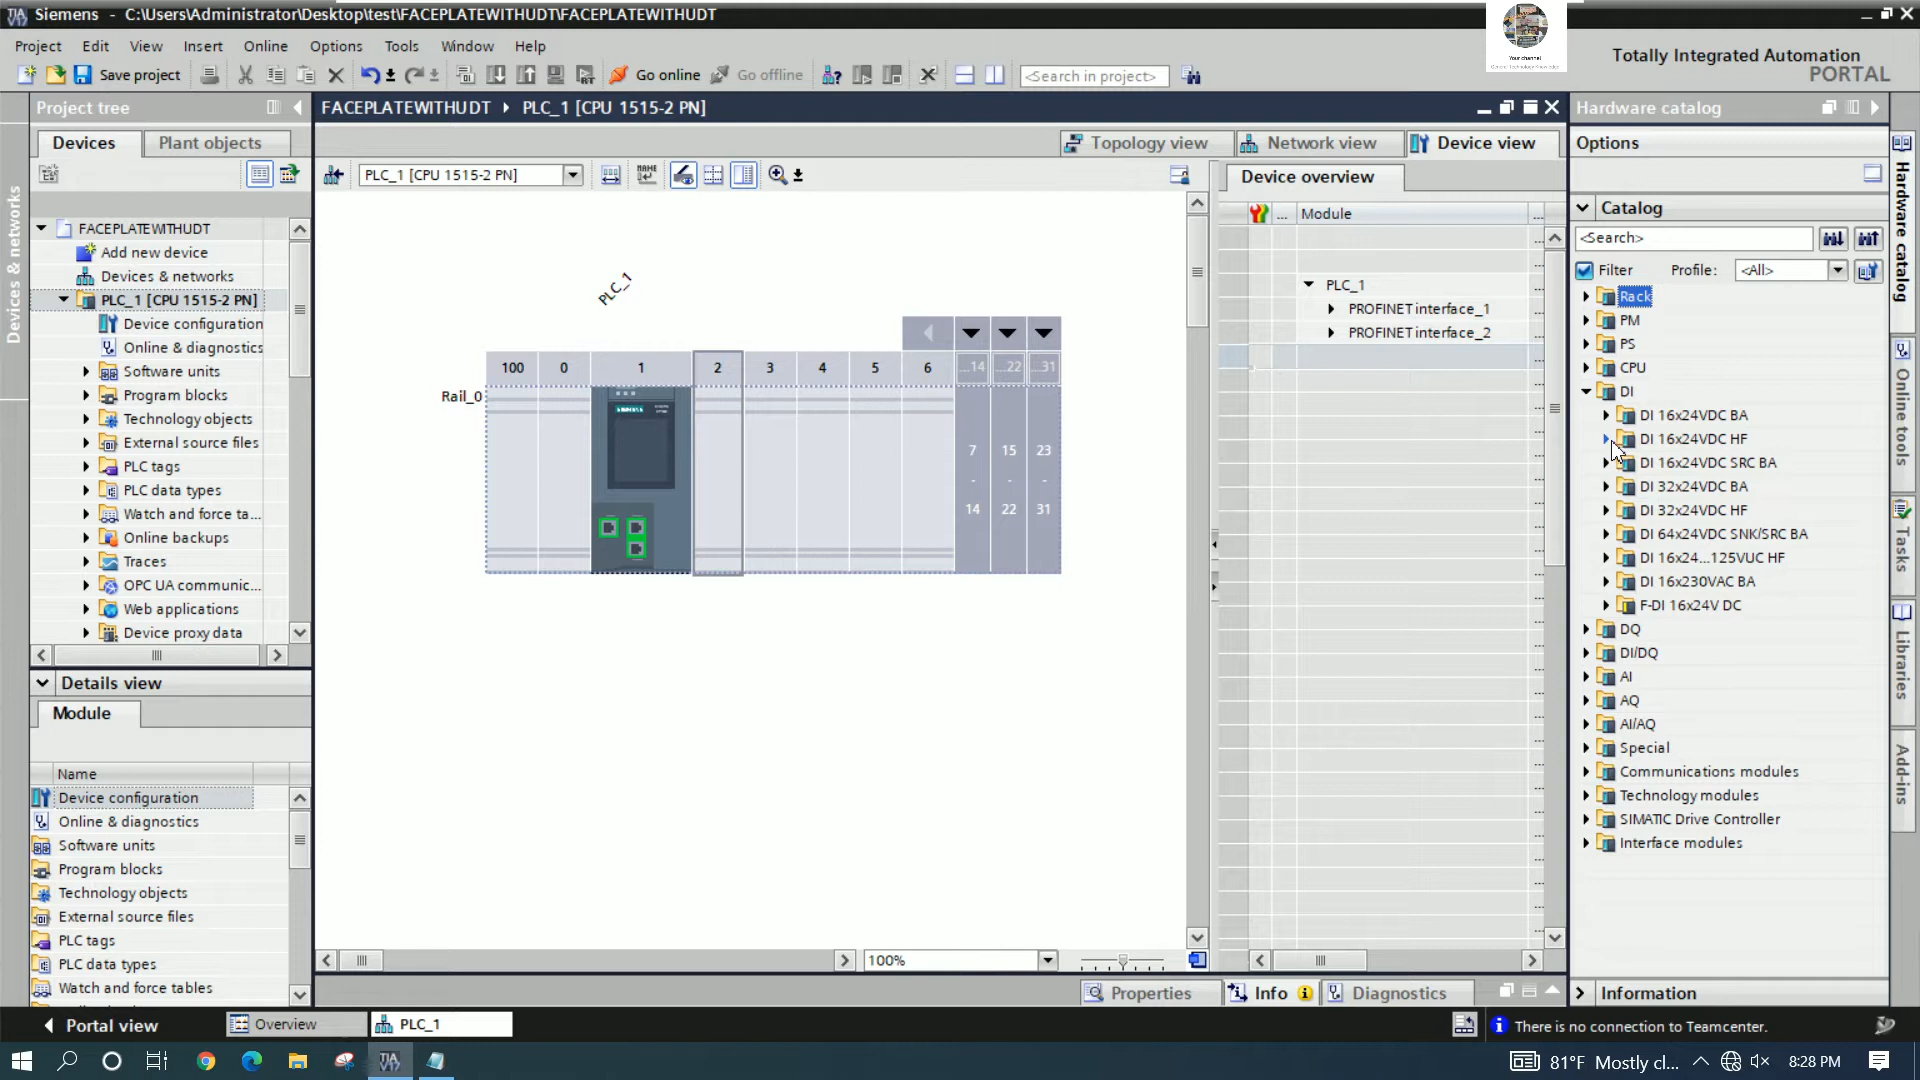 Siemens - C:\Users\Administrator\Desktop\test\FACEPLATEWITHUDT\FACEPLATEWITHUDT
Your channel
Project Edit View Insert Online Options Tools Window Help
Totally Integrated Automation
PORTAL
Save project
Go online
Go offline
<Search in project>
Project tree
FACEPLATEWITHUDT
PLC_1 [CPU 1515-2 PN]
Hardware catalog
Devices
Plant objects
Topology view
Network view
Device view
Options
PLC_1 [CPU 1515-2 PN]
Device overview
Catalog
<Search>
Filter
Profile:
<All>
Devices & networks
FACEPLATEWITHUDT
Add new device
Devices & networks
PLC_1 [CPU 1515-2 PN]
Device configuration
Online & diagnostics
Software units
Program blocks
Technology objects
External source files
PLC tags
PLC data types
Watch and force ta...
Online backups
Traces
OPC UA communic...
Web applications
Device proxy data
PLC_1
100 0 1 2 3 4 5 6 ...14 ...22 ...31
Rail_0
SIEMENS
7 15 23
- - -
14 22 31
... Module ...
PLC_1
PROFINET interface_1
PROFINET interface_2
Rack
PM
PS
CPU
DI
DI 16x24VDC BA
DI 16x24VDC HF
DI 16x24VDC SRC BA
DI 32x24VDC BA
DI 32x24VDC HF
DI 64x24VDC SNK/SRC BA
DI 16x24...125VUC HF
DI 16x230VAC BA
F-DI 16x24V DC
DQ
DI/DQ
AI
AQ
AI/AQ
Special
Communications modules
Technology modules
SIMATIC Drive Controller
Interface modules
Hardware catalog
Online tools
Tasks
Libraries
Add-ins
Details view
Module
Name
Device configuration
Online & diagnostics
Software units
Program blocks
Technology objects
External source files
PLC tags
PLC data types
Watch and force tables
100%
Properties
Info
Diagnostics
Information
Portal view
Overview
PLC_1
There is no connection to Teamcenter.
81°F Mostly cl...
8:28 PM